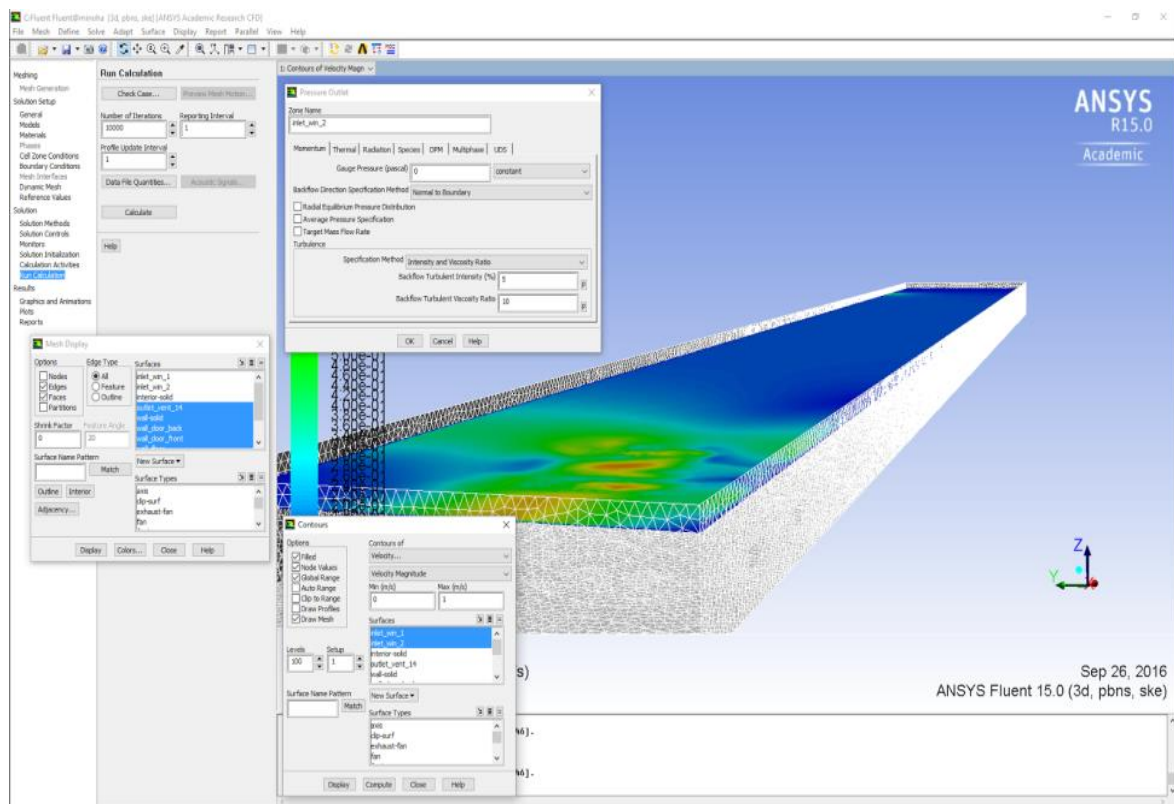 C:Fluent Fluent@minoha [3d, pbns, ske] [ANSYS Academic Research CFD]
File Mesh Define Solve Adapt Surface Display Report Parallel View Help
Meshing
Mesh Generation
Solution Setup
General
Models
Materials
Phases
Cell Zone Conditions
Boundary Conditions
Mesh Interfaces
Dynamic Mesh
Reference Values
Solution
Solution Methods
Solution Controls
Monitors
Solution Initialization
Calculation Activities
Run Calculation
Results
Graphics and Animations
Plots
Reports
Run Calculation
Check Case... Preview Mesh Motion...
Number of Iterations Reporting Interval
10000 1
Profile Update Interval
1
Data File Quantities... Acoustic Signals...
Calculate
Help
1: Contours of Velocity Magn
Pressure Outlet
Zone Name
inlet_win_2
Momentum Thermal Radiation Species DPM Multiphase UDS
Gauge Pressure (pascal) 0 constant
Backflow Direction Specification Method Normal to Boundary
Radial Equilibrium Pressure Distribution
Average Pressure Specification
Target Mass Flow Rate
Turbulence
Specification Method Intensity and Viscosity Ratio
Backflow Turbulent Intensity (%) 5
Backflow Turbulent Viscosity Ratio 10
OK Cancel Help
ANSYS
R15.0
Academic
Mesh Display
Options Edge Type Surfaces
Nodes All inlet_win_1
Edges Feature inlet_win_2
Faces Outline interior-solid
Partitions outlet_vent_14
wall-solid
Shrink Factor Feature Angle wall_door_back
0 20 wall_door_front
Surface Name Pattern
Match
New Surface
Outline Interior
Surface Types
Adjacency...
axis
clip-surf
exhaust-fan
fan
Display Colors... Close Help
4.80e-01
4.60e-01
4.40e-01
Contours
Options Contours of
Filled Velocity...
Node Values Velocity Magnitude
Global Range Min (m/s) Max (m/s)
Auto Range 0 1
Clip to Range
Draw Profiles
Draw Mesh
Surfaces
inlet_win_1
inlet_win_2
interior-solid
outlet_vent_14
wall-solid
Levels Setup
100 1
Surface Name Pattern
Match
New Surface
Surface Types
axis
clip-surf
exhaust-fan
fan
Display Compute Close Help
Z
Y
s)
Sep 26, 2016
ANSYS Fluent 15.0 (3d, pbns, ske)